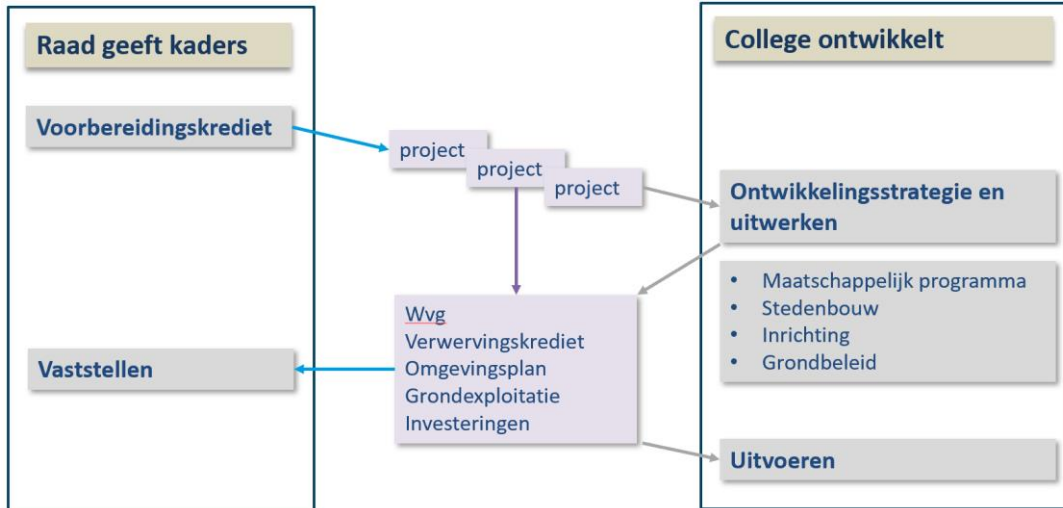 Raad geeft kaders
Voorbereidingskrediet
Vaststellen
project
project
project
Wvg
Verwervingskrediet
Omgevingsplan
Grondexploitatie
Investeringen
College ontwikkelt
Ontwikkelingsstrategie en
uitwerken
• Maatschappelijk programma
• Stedenbouw
• Inrichting
• Grondbeleid
Uitvoeren